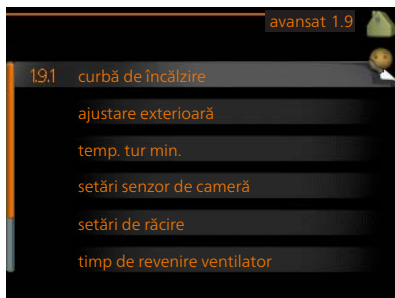 avansat 1.9
1.9.1 curbă de încălzire
ajustare exterioară
temp. tur min.
setări senzor de cameră
setări de răcire
timp de revenire ventilator